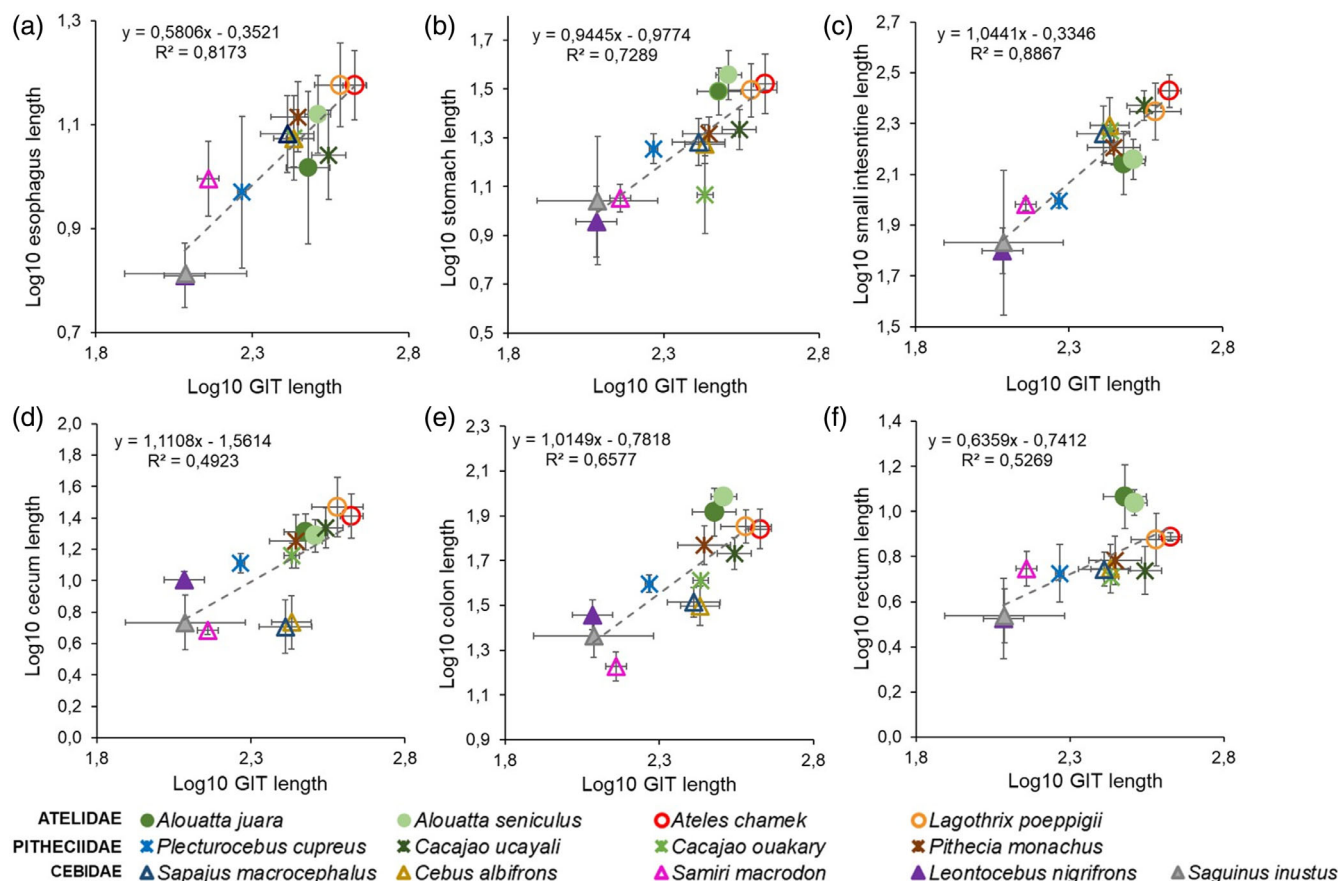 (a)
y = 0,5806x - 0,3521
R² = 0,8173
1,3
1,1
0,9
0,7
1,8
2,3
2,8
Log10 esophagus length
Log10 GIT length
(b)
y = 0,9445x - 0,9774
R² = 0,7289
1,7
1,5
1,3
1,1
0,9
0,7
0,5
1,8
2,3
2,8
Log10 stomach length
Log10 GIT length
(c)
y = 1,0441x - 0,3346
R² = 0,8867
2,7
2,5
2,3
2,1
1,9
1,7
1,5
1,8
2,3
2,8
Log10 small intesntine length
Log10 GIT length
(d)
y = 1,1108x - 1,5614
R² = 0,4923
2,0
1,8
1,6
1,4
1,2
1,0
0,8
0,6
0,4
0,2
0,0
1,8
2,3
2,8
Log10 cecum length
Log10 GIT length
(e)
y = 1,0149x - 0,7818
R² = 0,6577
2,3
2,1
1,9
1,7
1,5
1,3
1,1
0,9
1,8
2,3
2,8
Log10 colon length
Log10 GIT length
(f)
y = 0,6359x - 0,7412
R² = 0,5269
1,4
1,2
1,0
0,8
0,6
0,4
0,2
0,0
1,8
2,3
2,8
Log10 rectum length
Log10 GIT length
ATELIDAE Alouatta juara Alouatta seniculus Ateles chamek Lagothrix poeppigii
PITHECIIDAE Plecturocebus cupreus Cacajao ucayali Cacajao ouakary Pithecia monachus
CEBIDAE Sapajus macrocephalus Cebus albifrons Samiri macrodon Leontocebus nigrifrons Saguinus inustus